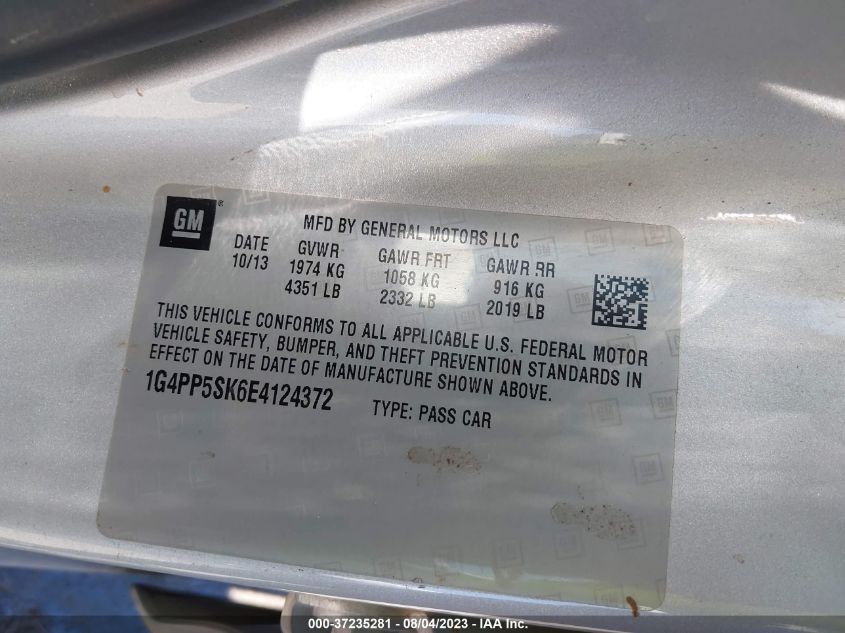 GM®
MFD BY GENERAL MOTORS LLC
DATE GVWR GAWR FRT GAWR RR
10/13 1974 KG 1058 KG 916 KG
4351 LB 2332 LB 2019 LB
THIS VEHICLE CONFORMS TO ALL APPLICABLE U.S. FEDERAL MOTOR
VEHICLE SAFETY, BUMPER, AND THEFT PREVENTION STANDARDS IN
EFFECT ON THE DATE OF MANUFACTURE SHOWN ABOVE.
1G4PP5SK6E4124372 TYPE: PASS CAR
000-37235281 - 08/04/2023 - IAA Inc.